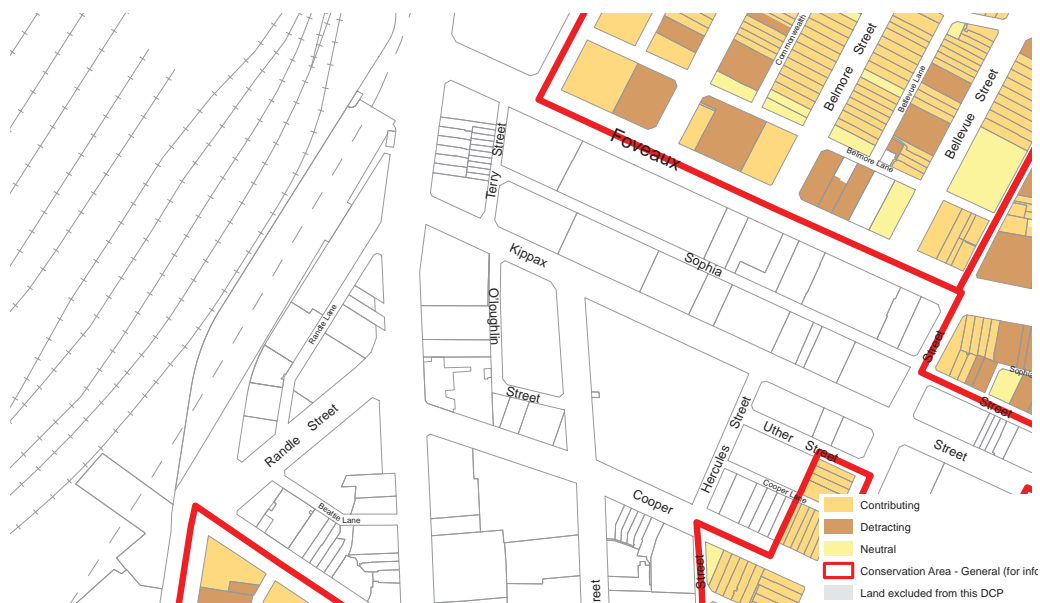 Commonwealth
Belmore Street
Bellevue Lane
Bellevue Street
Foveaux
Belmore Lane
Terry Street
Kippax
Sophia
O'loughlin
Randle Lane
Street
Sophia
Street
Street
Street
Randle Street
Hercules Street
Uther Street
Cooper Lane
Cooper
Beattie Lane
Street
Street
Contributing
Detracting
Neutral
Conservation Area - General (for info
Land excluded from this DCP